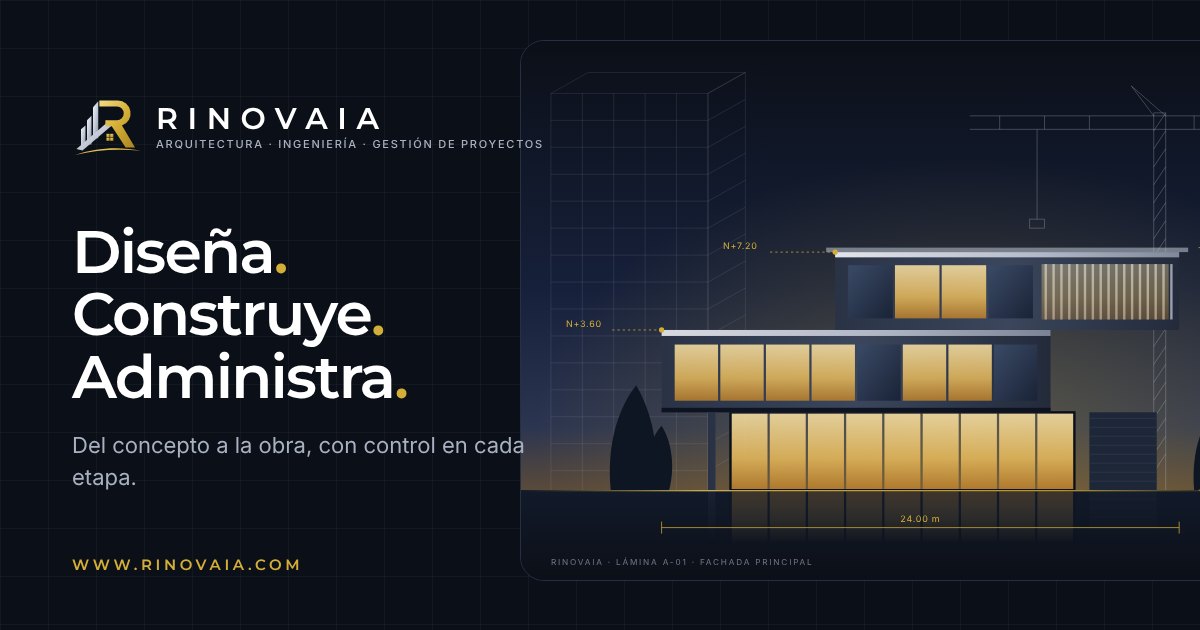 RINOVAIA
ARQUITECTURA · INGENIERÍA · GESTIÓN DE PROYECTOS
Diseña.
Construye.
Administra.
Del concepto a la obra, con control en cada
etapa.
WWW.RINOVAIA.COM
N+7.20
N+3.60
24.00 m
RINOVAIA · LÁMINA A-01 · FACHADA PRINCIPAL